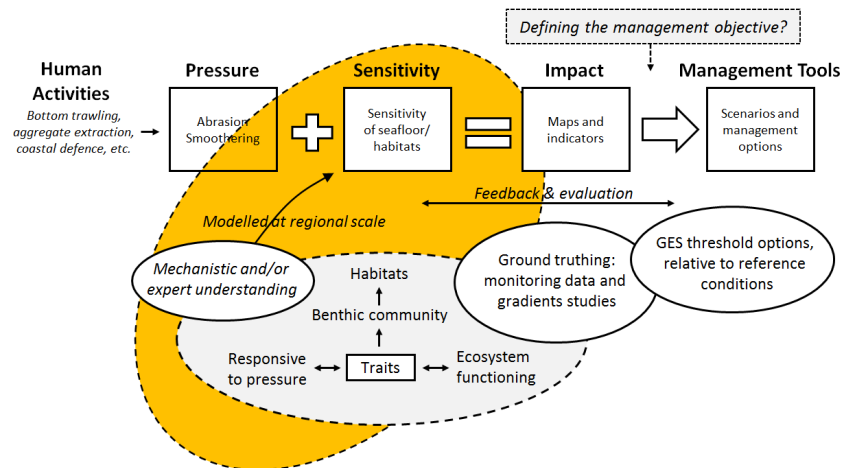 Defining the management objective?
Human
Activities
Bottom trawling,
aggregate extraction,
coastal defence, etc.
Pressure
Abrasion
Smoothering
Sensitivity
Sensitivity
of seafloor/
habitats
Impact
Maps and
indicators
Management Tools
Scenarios and
management
options
Feedback & evaluation
Modelled at regional scale
Mechanistic and/or
expert understanding
Ground truthing:
monitoring data and
gradients studies
GES threshold options,
relative to reference
conditions
Habitats
Benthic community
Responsive
to pressure
Traits
Ecosystem
functioning